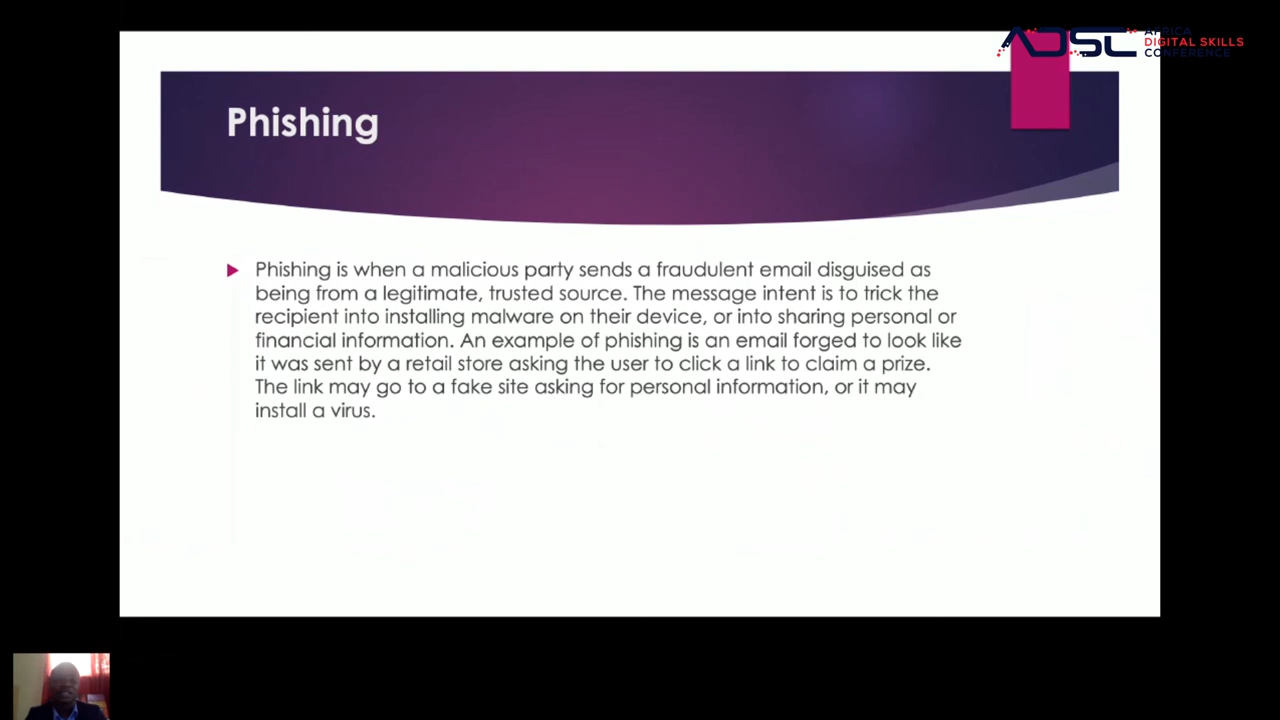 ADSC
AFRICA
DIGITAL SKILLS
CONFERENCE
Phishing
Phishing is when a malicious party sends a fraudulent email disguised as
being from a legitimate, trusted source. The message intent is to trick the
recipient into installing malware on their device, or into sharing personal or
financial information. An example of phishing is an email forged to look like
it was sent by a retail store asking the user to click a link to claim a prize.
The link may go to a fake site asking for personal information, or it may
install a virus.